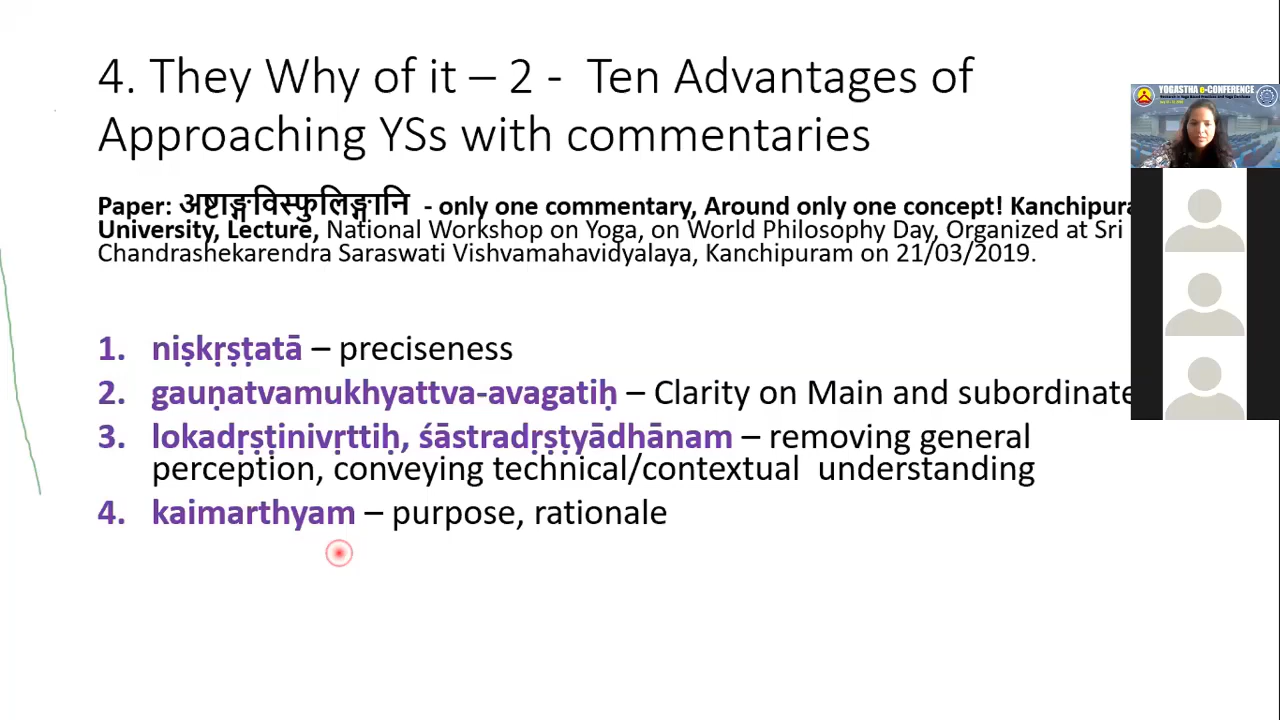 4. They Why of it – 2 - Ten Advantages of
Approaching YSs with commentaries
Paper: अष्टाङ्गविस्फुलिङ्गानि - only one commentary, Around only one concept! Kanchipura
University, Lecture, National Workshop on Yoga, on World Philosophy Day, Organized at Sri
Chandrashekarendra Saraswati Vishvamahavidyalaya, Kanchipuram on 21/03/2019.
1. niṣkṛṣṭatā – preciseness
2. gauṇatvamukhyattva-avagatiḥ – Clarity on Main and subordinate
3. lokadṛṣṭinivṛttiḥ, śāstradṛṣṭyādhānam – removing general
perception, conveying technical/contextual understanding
4. kaimarthyam – purpose, rationale
YOGASTHA e-CONFERENCE